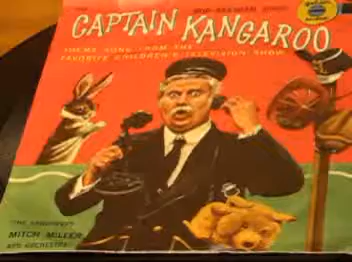 CAPTAIN KANGAROO
THEME SONG FROM THE
FAVORITE CHILDREN'S TELEVISION SHOW
MITCH MILLER
AND ORCHESTRA